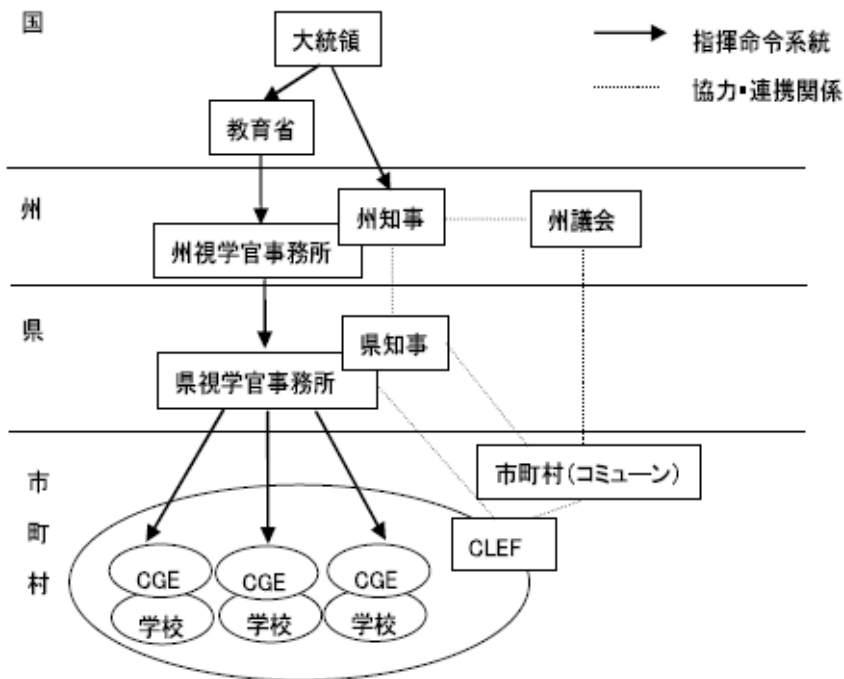 国
大統領
指揮命令系統
協力・連携関係
教育省
州
州知事
州議会
州視学官事務所
県
県知事
県視学官事務所
市町村
市町村(コミューン)
CLEF
CGE
CGE
CGE
学校
学校
学校